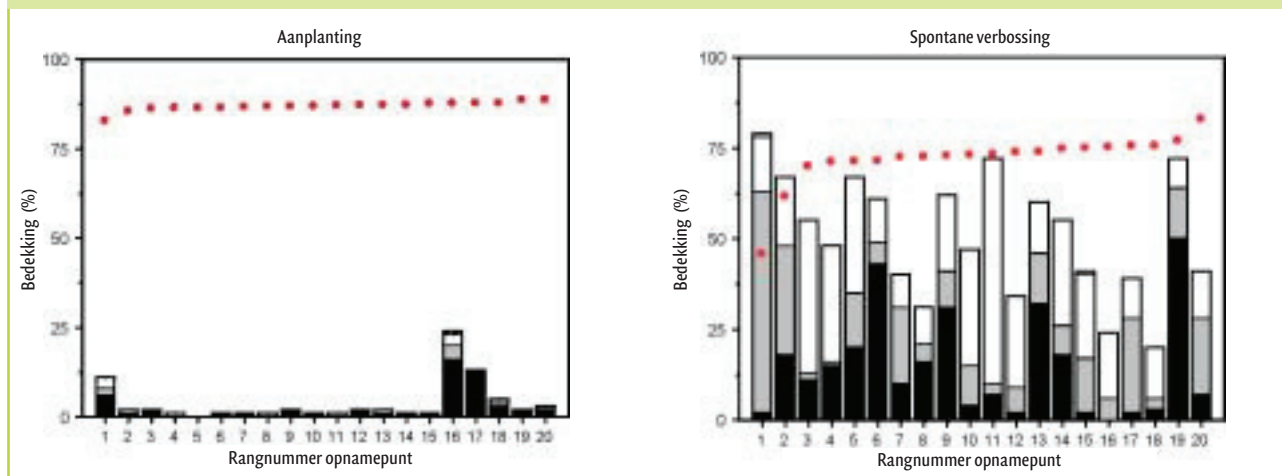 Aanplanting
100
75
50
25
0
Bedekking (%)
1 2 3 4 5 6 7 8 9 10 11 12 13 14 15 16 17 18 19 20
Rangnummer opnamepunt
Spontane verbossing
100
75
50
25
0
Bedekking (%)
1 2 3 4 5 6 7 8 9 10 11 12 13 14 15 16 17 18 19 20
Rangnummer opnamepunt